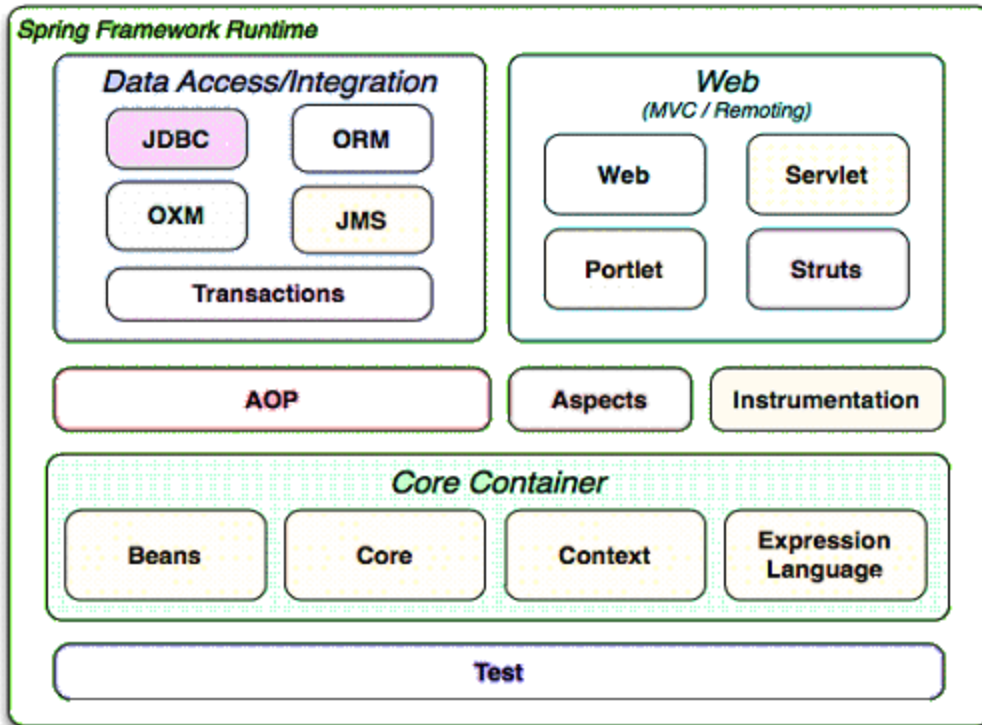 Spring Framework Runtime
Data Access/Integration
JDBC
ORM
OXM
JMS
Transactions
Web
(MVC / Remoting)
Web
Servlet
Portlet
Struts
AOP
Aspects
Instrumentation
Core Container
Beans
Core
Context
Expression
Language
Test